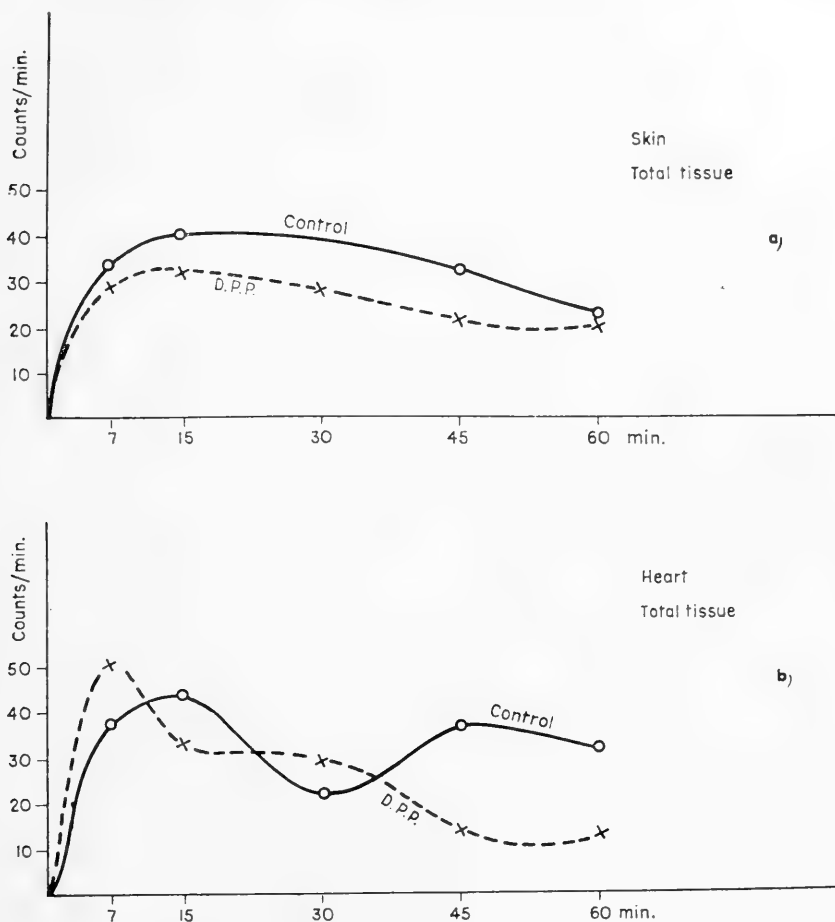 Counts/min.
Skin
Total tissue
a)
50
40
30
20
10
Control
D.P.P.
7 15 30 45 60 min.
Counts/min.
Heart
Total tissue
b)
50
40
30
20
10
Control
D.P.P.
7 15 30 45 60 min.